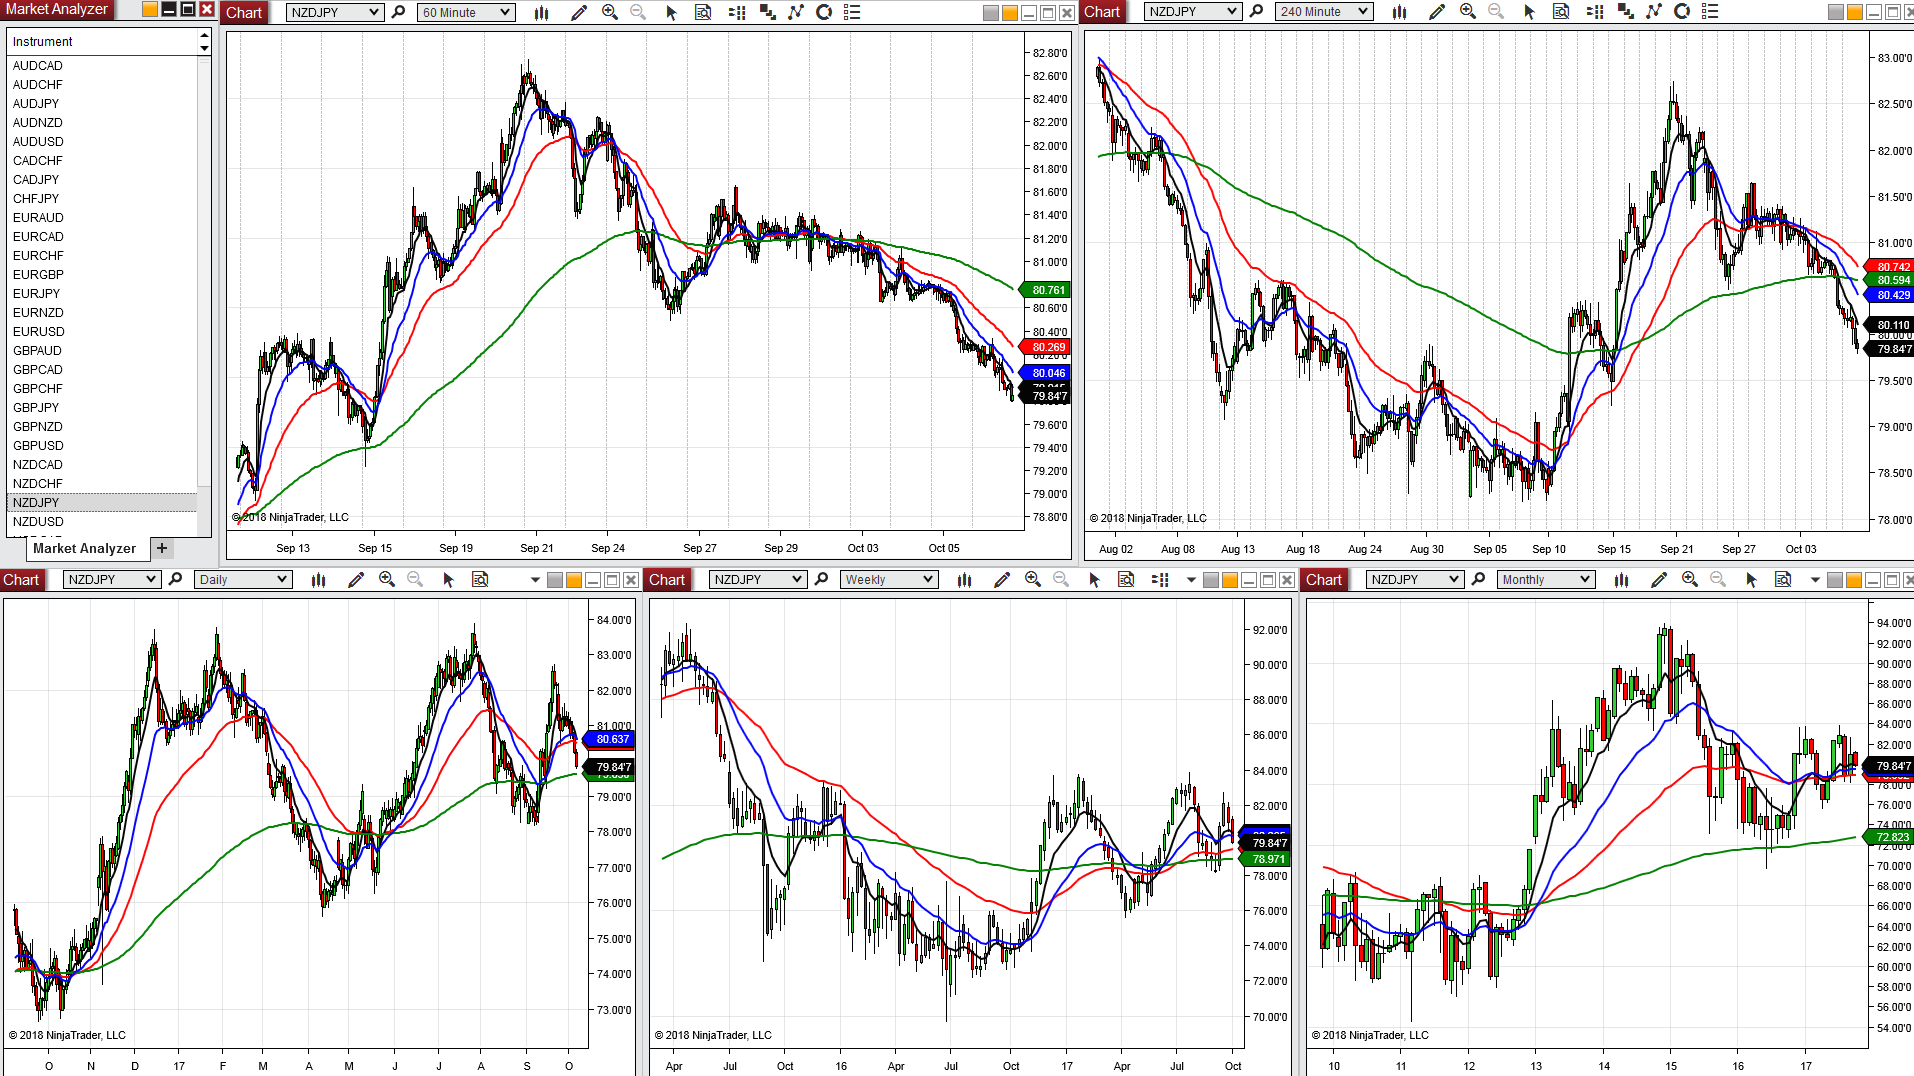 Market Analyzer
Instrument
AUDCAD
AUDCHF
AUDJPY
AUDNZD
AUDUSD
CADCHF
CADJPY
CHFJPY
EURAUD
EURCAD
EURCHF
EURGBP
EURJPY
EURNZD
EURUSD
GBPAUD
GBPCAD
GBPCHF
GBPJPY
GBPNZD
GBPUSD
NZDCAD
NZDCHF
NZDJPY
NZDUSD
Market Analyzer +
Chart NZDJPY 60 Minute
82.80'0
82.60'0
82.40'0
82.20'0
82.00'0
81.80'0
81.60'0
81.40'0
81.20'0
81.00'0
80.761
80.60'0
80.40'0
80.269
80.20'0
80.046
79.84'7
79.60'0
79.40'0
79.20'0
79.00'0
78.80'0
© 2018 NinjaTrader, LLC
Sep 13 Sep 15 Sep 19 Sep 21 Sep 24 Sep 27 Sep 29 Oct 03 Oct 05
Chart NZDJPY 240 Minute
83.00'0
82.50'0
82.00'0
81.50'0
81.00'0
80.742
80.594
80.429
80.110
80.00'0
79.84'7
79.50'0
79.00'0
78.50'0
78.00'0
© 2018 NinjaTrader, LLC
Aug 02 Aug 08 Aug 13 Aug 18 Aug 24 Aug 30 Sep 05 Sep 10 Sep 15 Sep 21 Sep 27 Oct 03
Chart NZDJPY Daily
84.00'0
83.00'0
82.00'0
81.00'0
80.637
79.84'7
79.00'0
78.00'0
77.00'0
76.00'0
75.00'0
74.00'0
73.00'0
© 2018 NinjaTrader, LLC
O N D 17 F M A M J J A S O
Chart NZDJPY Weekly
92.00'0
90.00'0
88.00'0
86.00'0
84.00'0
82.00'0
79.84'7
78.971
78.00'0
76.00'0
74.00'0
72.00'0
70.00'0
© 2018 NinjaTrader, LLC
Apr Jul Oct 16 Apr Jul Oct 17 Apr Jul Oct
Chart NZDJPY Monthly
94.00'0
92.00'0
90.00'0
88.00'0
86.00'0
84.00'0
82.00'0
79.84'7
78.00'0
76.00'0
74.00'0
72.823
72.00'0
70.00'0
68.00'0
66.00'0
64.00'0
62.00'0
60.00'0
58.00'0
56.00'0
54.00'0
© 2018 NinjaTrader, LLC
10 11 12 13 14 15 16 17